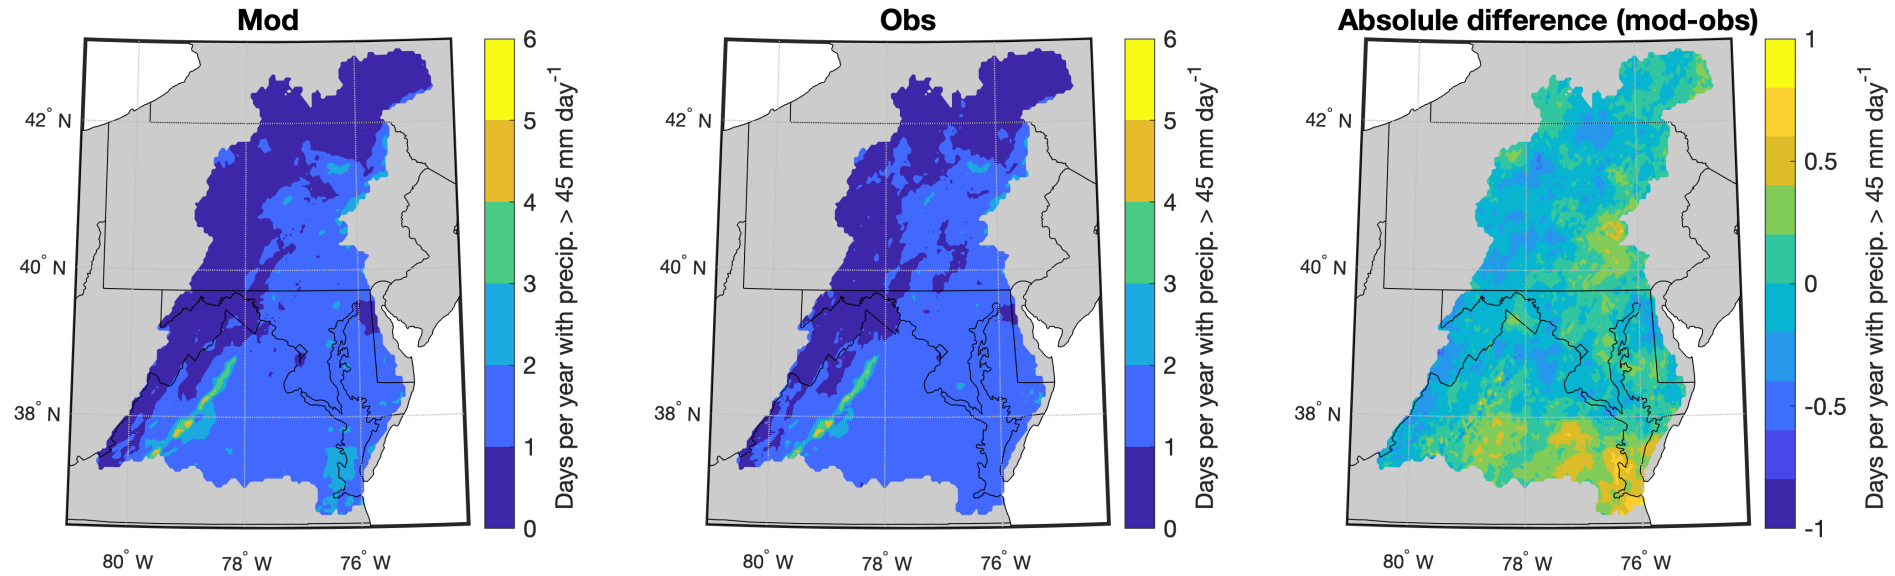 Mod
42° N
40° N
38° N
80° W
78° W
76° W
6
5
4
3
2
1
0
Days per year with precip. > 45 mm day-1
Obs
42° N
40° N
38° N
80° W
78° W
76° W
6
5
4
3
2
1
0
Days per year with precip. > 45 mm day-1
Absolule difference (mod-obs)
42° N
40° N
38° N
80° W
78° W
76° W
1
0.5
0
-0.5
-1
Days per year with precip. > 45 mm day-1